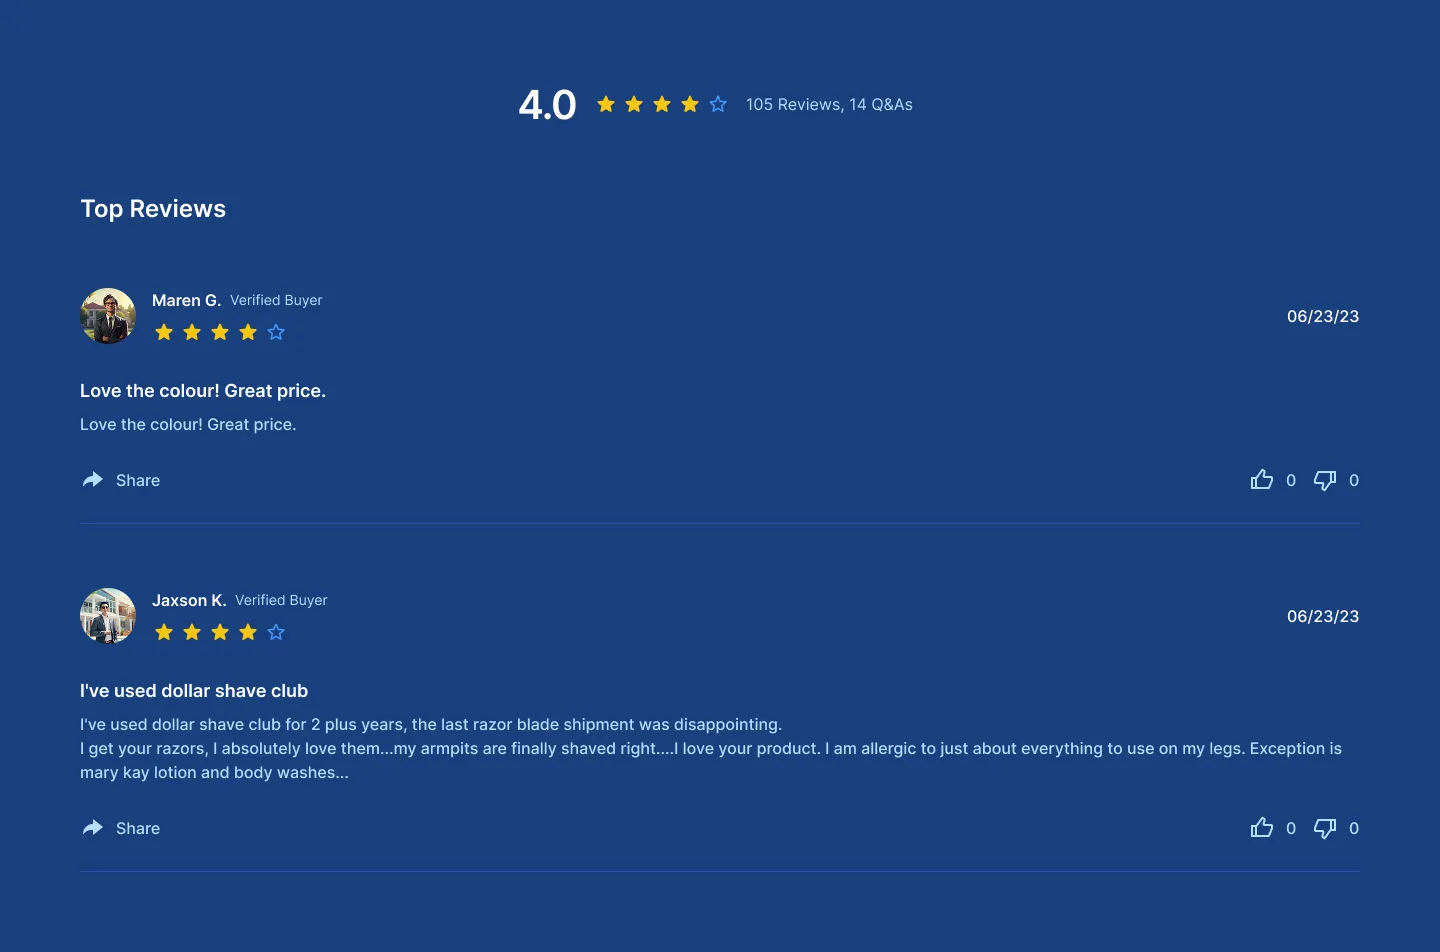 4.0 105 Reviews, 14 Q&As
Top Reviews
Maren G. Verified Buyer
06/23/23
Love the colour! Great price.
Love the colour! Great price.
Share 0 0
Jaxson K. Verified Buyer
06/23/23
I've used dollar shave club
I've used dollar shave club for 2 plus years, the last razor blade shipment was disappointing.
I get your razors, I absolutely love them...my armpits are finally shaved right....I love your product. I am allergic to just about everything to use on my legs. Exception is
mary kay lotion and body washes...
Share 0 0